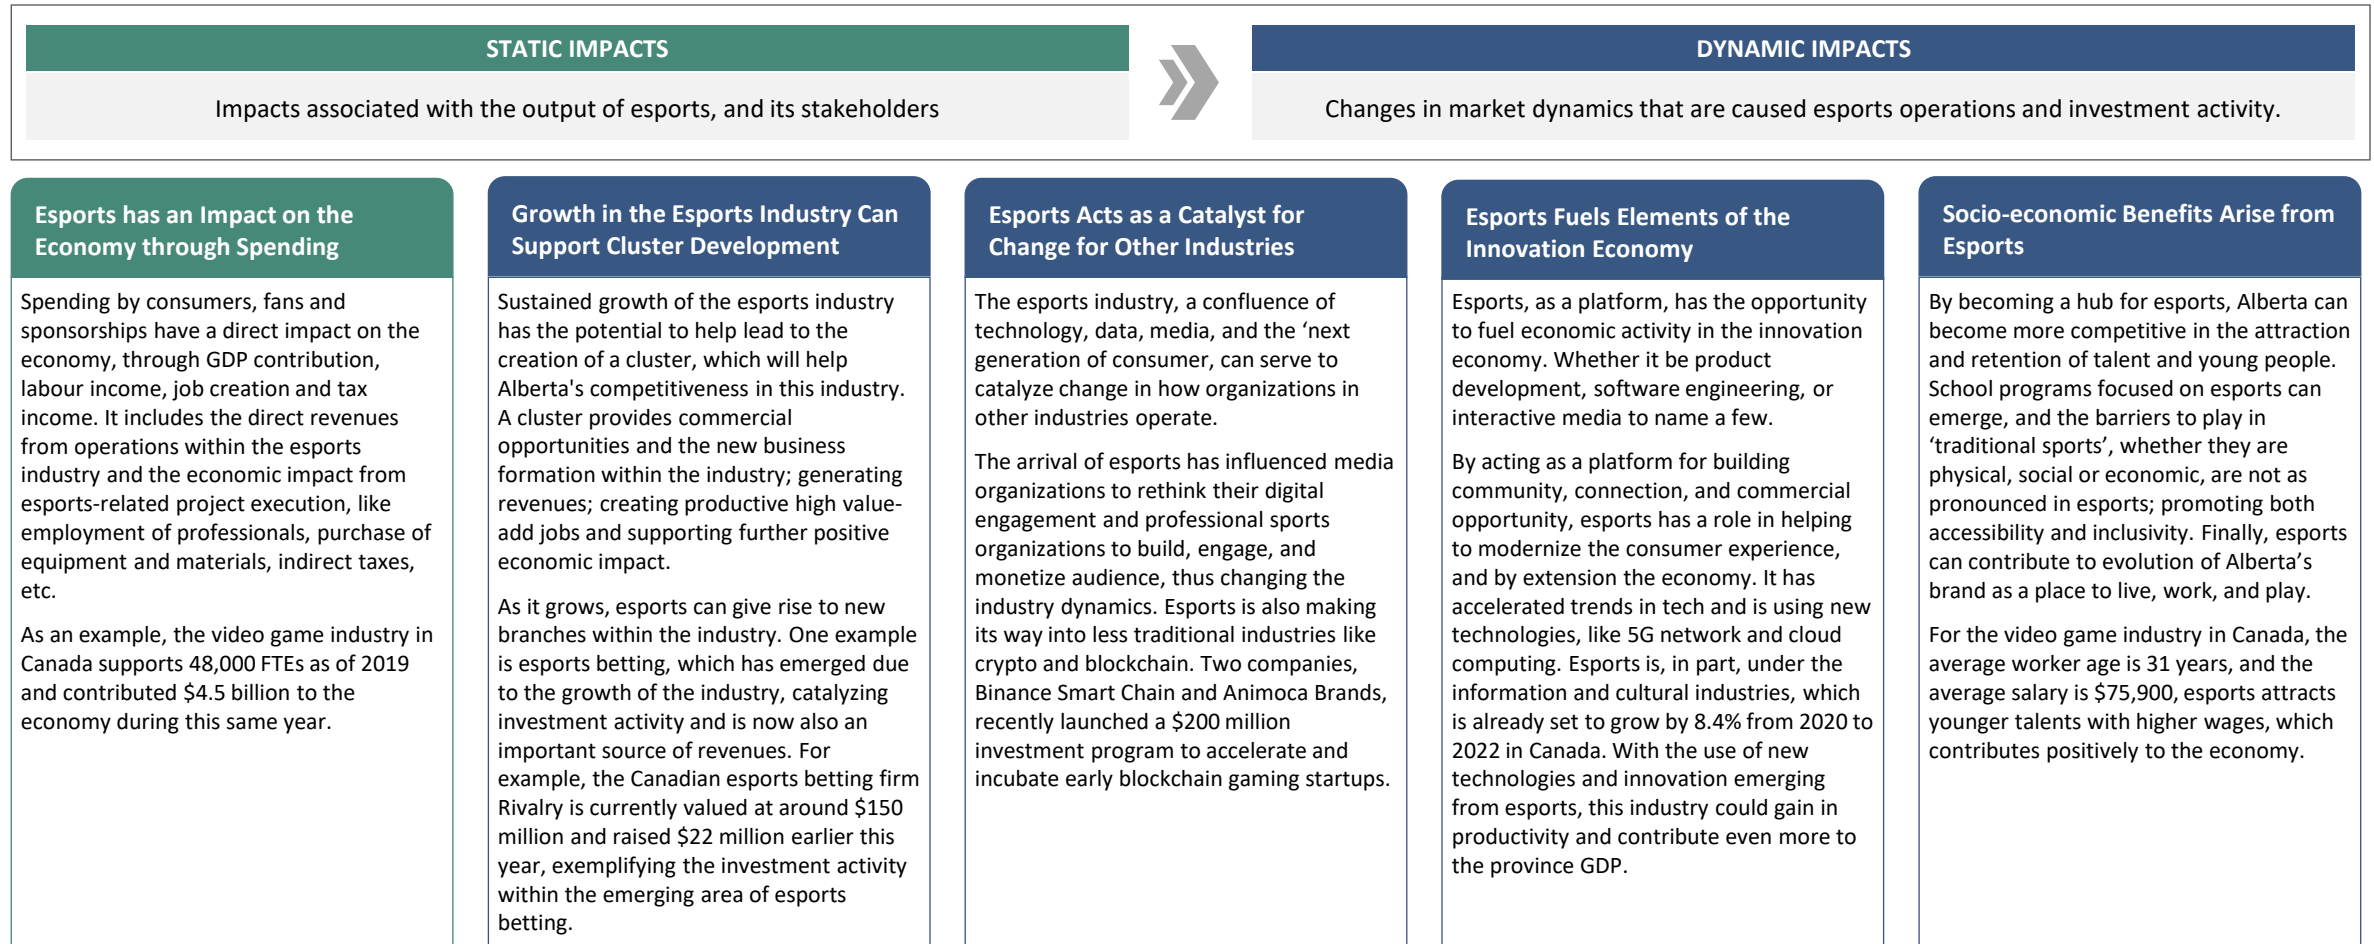 STATIC IMPACTS
Impacts associated with the output of esports, and its stakeholders
DYNAMIC IMPACTS
Changes in market dynamics that are caused esports operations and investment activity.
Esports has an Impact on the
Economy through Spending
Spending by consumers, fans and
sponsorships have a direct impact on the
economy, through GDP contribution,
labour income, job creation and tax
income. It includes the direct revenues
from operations within the esports
industry and the economic impact from
esports-related project execution, like
employment of professionals, purchase of
equipment and materials, indirect taxes,
etc.
As an example, the video game industry in
Canada supports 48,000 FTEs as of 2019
and contributed $4.5 billion to the
economy during this same year.
Growth in the Esports Industry Can
Support Cluster Development
Sustained growth of the esports industry
has the potential to help lead to the
creation of a cluster, which will help
Alberta's competitiveness in this industry.
A cluster provides commercial
opportunities and the new business
formation within the industry; generating
revenues; creating productive high value-
add jobs and supporting further positive
economic impact.
As it grows, esports can give rise to new
branches within the industry. One example
is esports betting, which has emerged due
to the growth of the industry, catalyzing
investment activity and is now also an
important source of revenues. For
example, the Canadian esports betting firm
Rivalry is currently valued at around $150
million and raised $22 million earlier this
year, exemplifying the investment activity
within the emerging area of esports
betting.
Esports Acts as a Catalyst for
Change for Other Industries
The esports industry, a confluence of
technology, data, media, and the ‘next
generation of consumer, can serve to
catalyze change in how organizations in
other industries operate.
The arrival of esports has influenced media
organizations to rethink their digital
engagement and professional sports
organizations to build, engage, and
monetize audience, thus changing the
industry dynamics. Esports is also making
its way into less traditional industries like
crypto and blockchain. Two companies,
Binance Smart Chain and Animoca Brands,
recently launched a $200 million
investment program to accelerate and
incubate early blockchain gaming startups.
Esports Fuels Elements of the
Innovation Economy
Esports, as a platform, has the opportunity
to fuel economic activity in the innovation
economy. Whether it be product
development, software engineering, or
interactive media to name a few.
By acting as a platform for building
community, connection, and commercial
opportunity, esports has a role in helping
to modernize the consumer experience,
and by extension the economy. It has
accelerated trends in tech and is using new
technologies, like 5G network and cloud
computing. Esports is, in part, under the
information and cultural industries, which
is already set to grow by 8.4% from 2020 to
2022 in Canada. With the use of new
technologies and innovation emerging
from esports, this industry could gain in
productivity and contribute even more to
the province GDP.
Socio-economic Benefits Arise from
Esports
By becoming a hub for esports, Alberta can
become more competitive in the attraction
and retention of talent and young people.
School programs focused on esports can
emerge, and the barriers to play in
‘traditional sports’, whether they are
physical, social or economic, are not as
pronounced in esports; promoting both
accessibility and inclusivity. Finally, esports
can contribute to evolution of Alberta’s
brand as a place to live, work, and play.
For the video game industry in Canada, the
average worker age is 31 years, and the
average salary is $75,900, esports attracts
younger talents with higher wages, which
contributes positively to the economy.